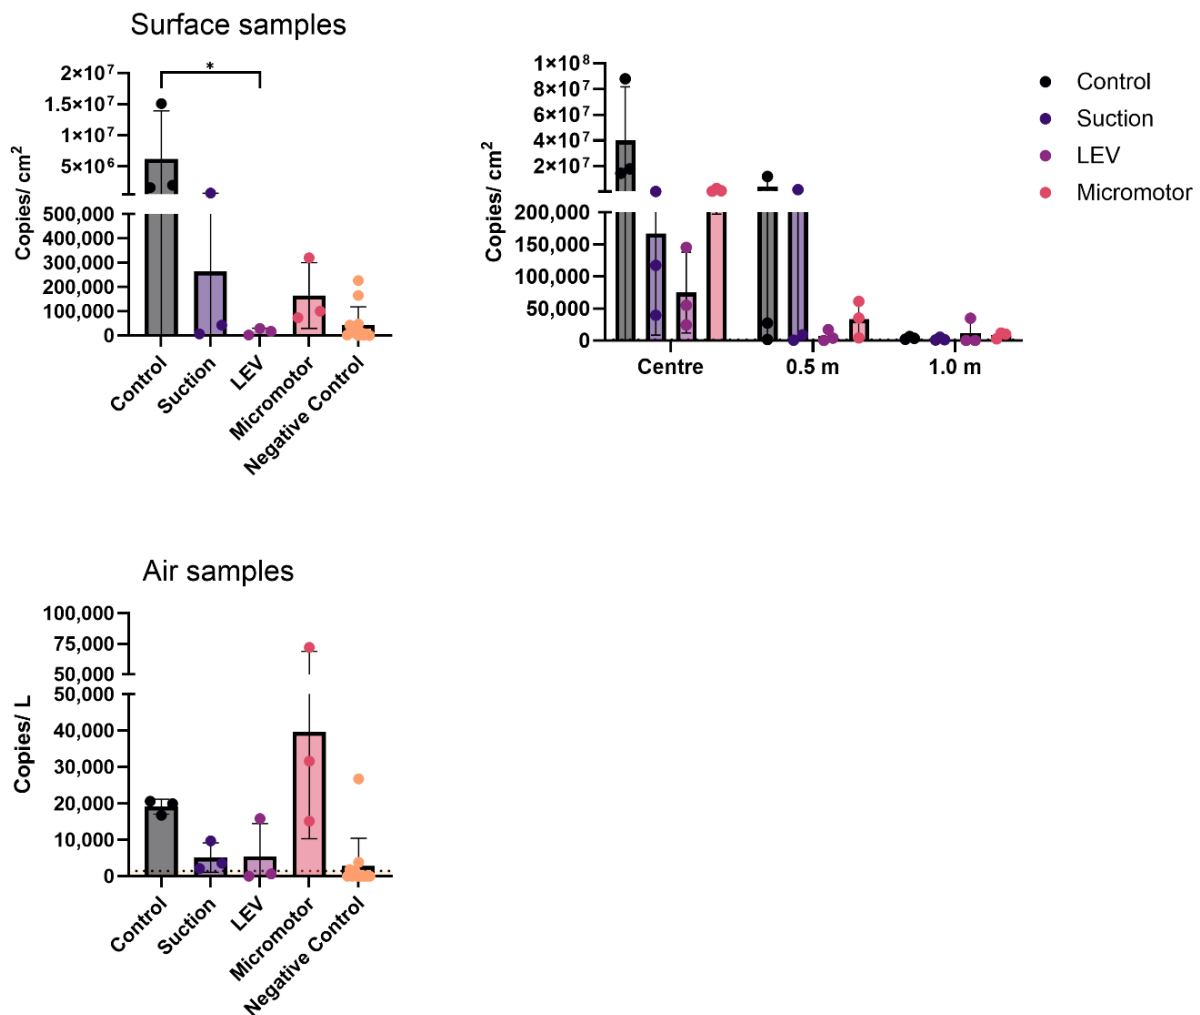 Surface samples
Copies/ cm²
2×10⁷
1.5×10⁷
1×10⁷
5×10⁶
500,000
400,000
300,000
200,000
100,000
0
*
Control
Suction
LEV
Micromotor
Negative Control
Copies/ cm²
1×10⁸
8×10⁷
6×10⁷
4×10⁷
2×10⁷
200,000
150,000
100,000
50,000
0
Centre
0.5 m
1.0 m
Control
Suction
LEV
Micromotor
Air samples
Copies/ L
100,000
75,000
50,000
50,000
40,000
30,000
20,000
10,000
0
Control
Suction
LEV
Micromotor
Negative Control